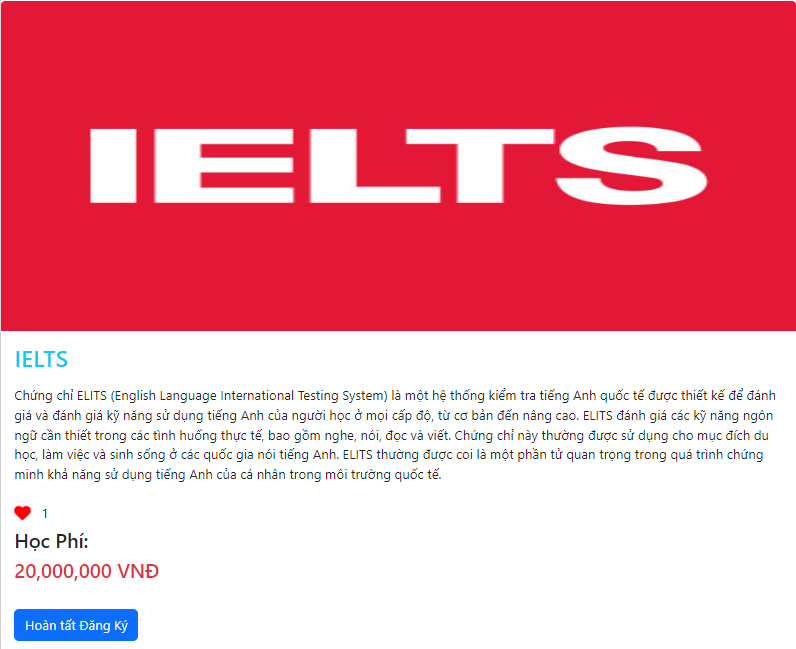 IELTS
IELTS
Chứng chỉ ELITS (English Language International Testing System) là một hệ thống kiểm tra tiếng Anh quốc tế được thiết kế để đánh
giá và đánh giá kỹ năng sử dụng tiếng Anh của người học ở mọi cấp độ, từ cơ bản đến nâng cao. ELITS đánh giá các kỹ năng ngôn
ngữ cần thiết trong các tình huống thực tế, bao gồm nghe, nói, đọc và viết. Chứng chỉ này thường được sử dụng cho mục đích du
học, làm việc và sinh sống ở các quốc gia nói tiếng Anh. ELITS thường được coi là một phần tử quan trọng trong quá trình chứng
minh khả năng sử dụng tiếng Anh của cá nhân trong môi trường quốc tế.
1
Học Phí:
20,000,000 VNĐ
Hoàn tất Đăng Ký